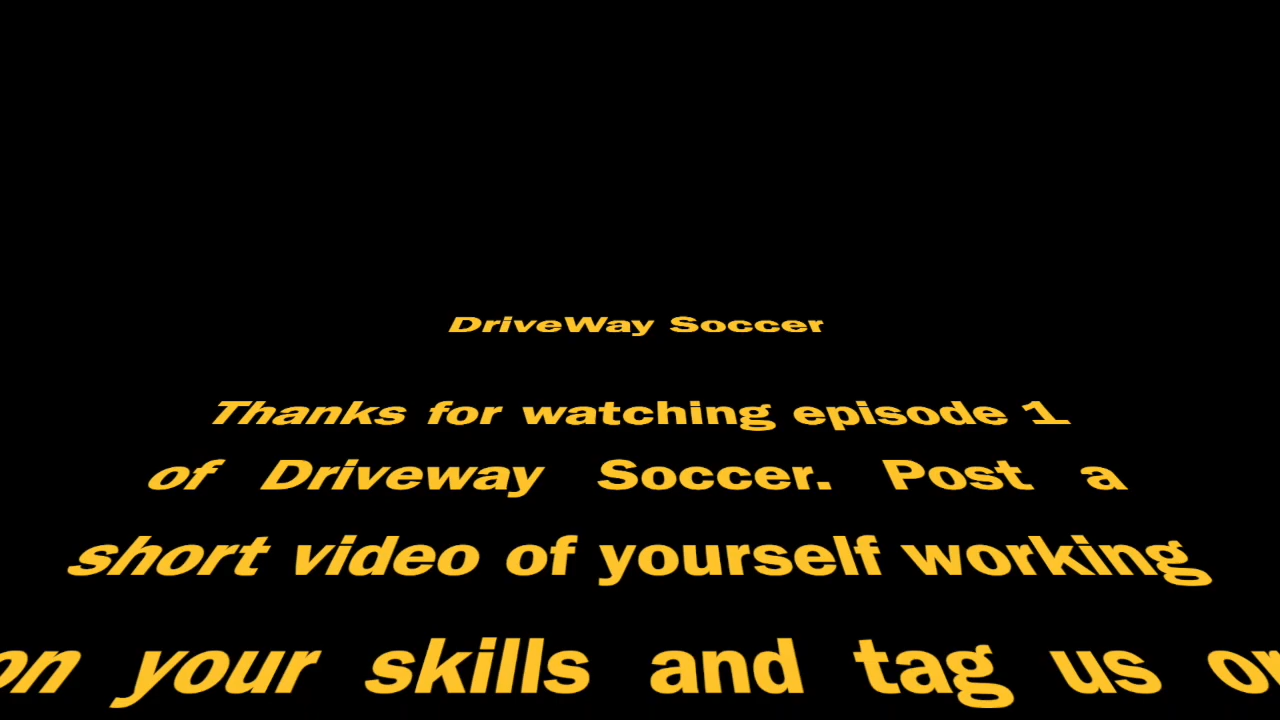 DriveWay Soccer
Thanks for watching episode 1
of Driveway Soccer. Post a
short video of yourself working
on your skills and tag us on